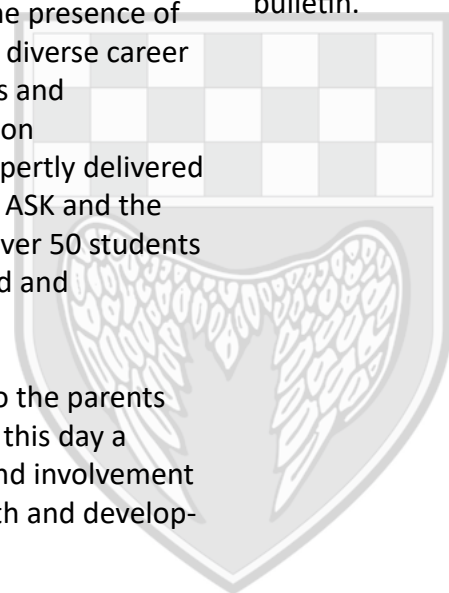 ne presence of
diverse career
s and
on
pertly delivered
ASK and the
ver 50 students
d and
o the parents
this day a
nd involvement
th and develop-
bulletin.